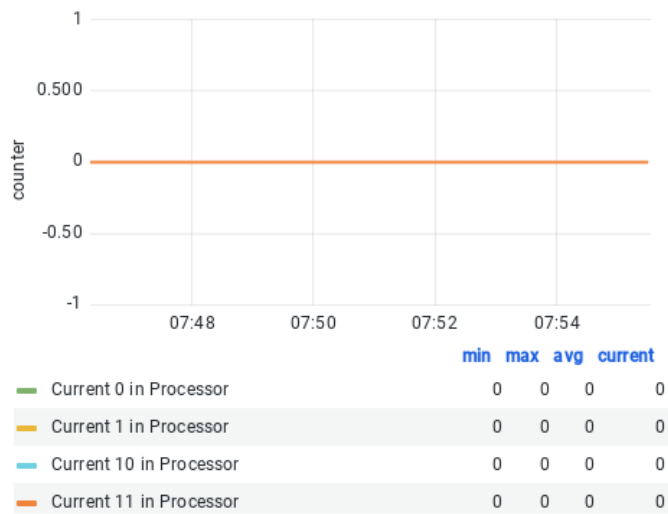 1
0.500
0
-0.50
-1
counter
07:48 07:50 07:52 07:54
min max avg current
Current 0 in Processor 0 0 0 0
Current 1 in Processor 0 0 0 0
Current 10 in Processor 0 0 0 0
Current 11 in Processor 0 0 0 0